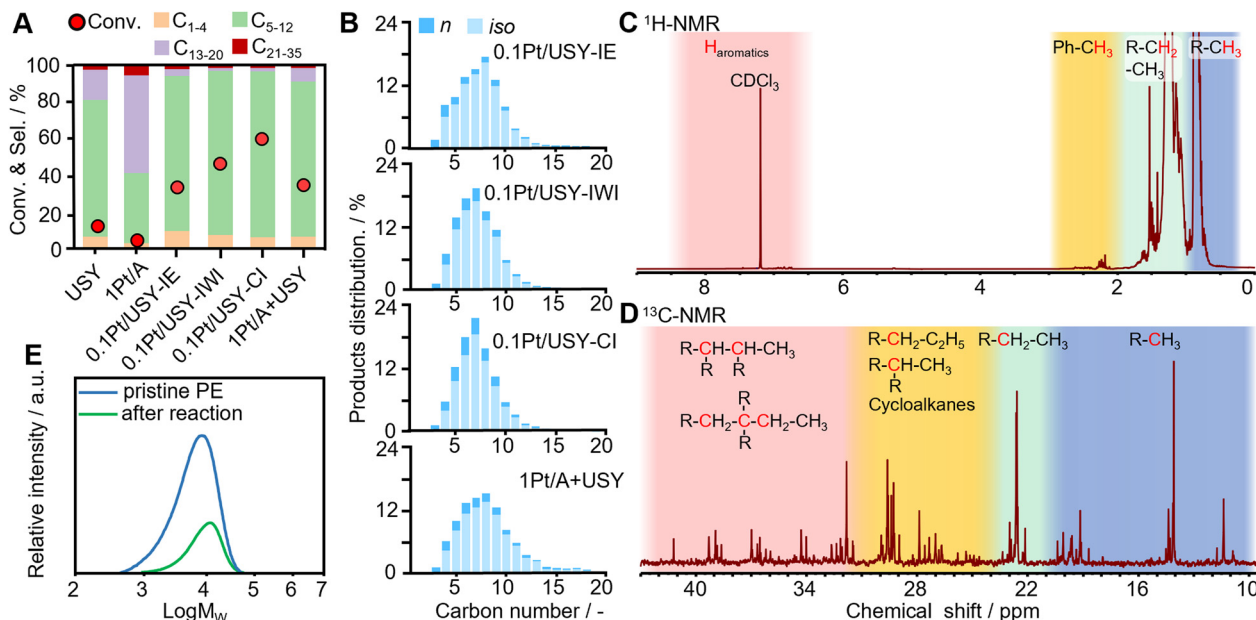 A
Conv.
C1-4
C5-12
C13-20
C21-35
Conv. & Sel. / %
100
80
60
40
20
0
USY
1Pt/A
0.1Pt/USY-IE
0.1Pt/USY-IWI
0.1Pt/USY-CI
1Pt/A+USY
B
n
iso
Products distribution. / %
24
12
0
0.1Pt/USY-IE
5 10 15 20
24
12
0
0.1Pt/USY-IWI
5 10 15 20
24
12
0
0.1Pt/USY-CI
5 10 15 20
24
12
0
1Pt/A+USY
5 10 15 20
Carbon number / -
C
1H-NMR
Haromatics
CDCl3
Ph-CH3
R-CH2
-CH3
R-CH3
8 6 4 2 0
D
13C-NMR
R-CH-CH-CH3
R R
R
R-CH2-C-CH2-CH3
R
R-CH2-C2H5
R-CH-CH3
R
Cycloalkanes
R-CH2-CH3
R-CH3
40 34 28 22 16 10
Chemical shift / ppm
E
pristine PE
after reaction
Relative intensity / a.u.
2 3 4 5 6 7
LogMW